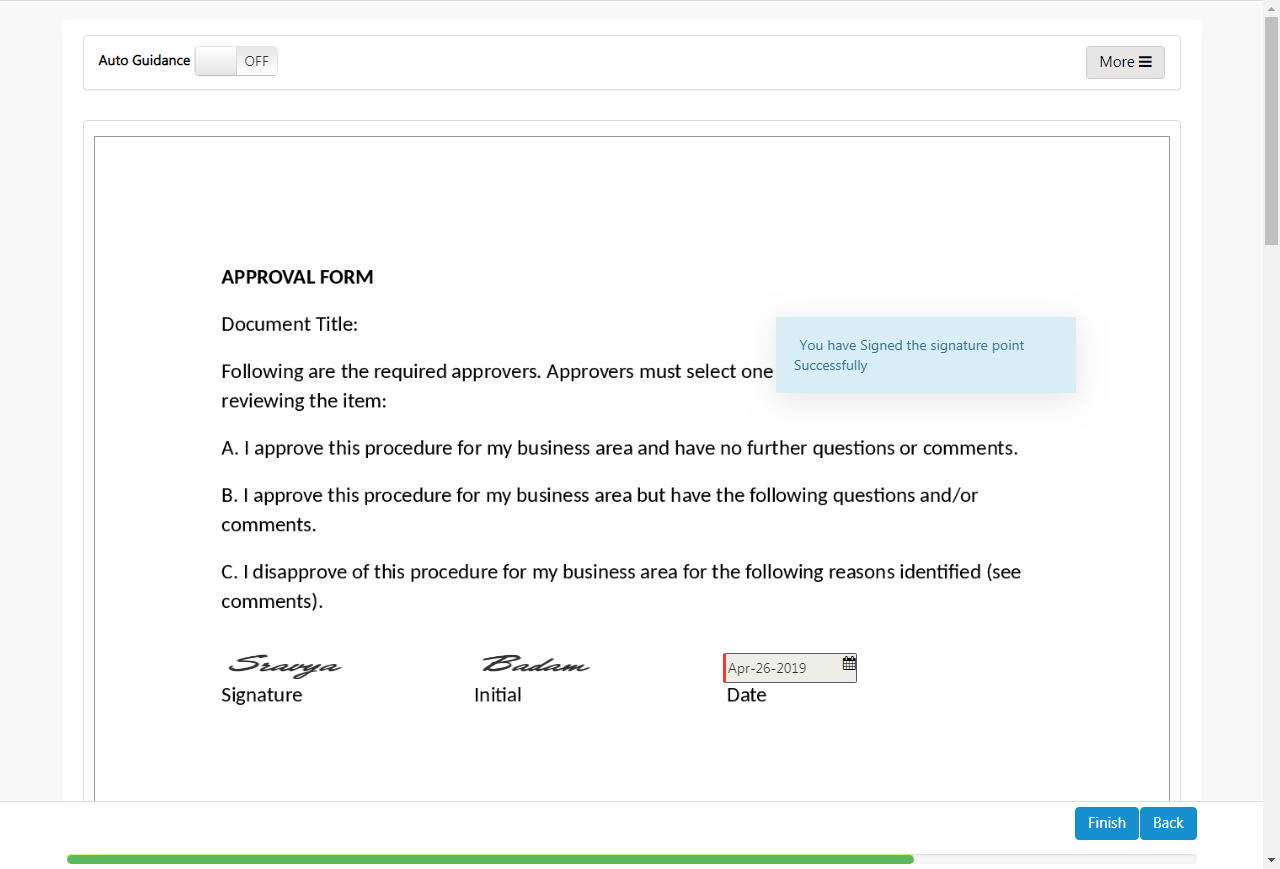 Auto Guidance OFF More
APPROVAL FORM
Document Title:
You have Signed the signature point
Successfully
Following are the required approvers. Approvers must select one
reviewing the item:
A. I approve this procedure for my business area and have no further questions or comments.
B. I approve this procedure for my business area but have the following questions and/or
comments.
C. I disapprove of this procedure for my business area for the following reasons identified (see
comments).
Sravya Badam Apr-26-2019
Signature Initial Date
Finish Back